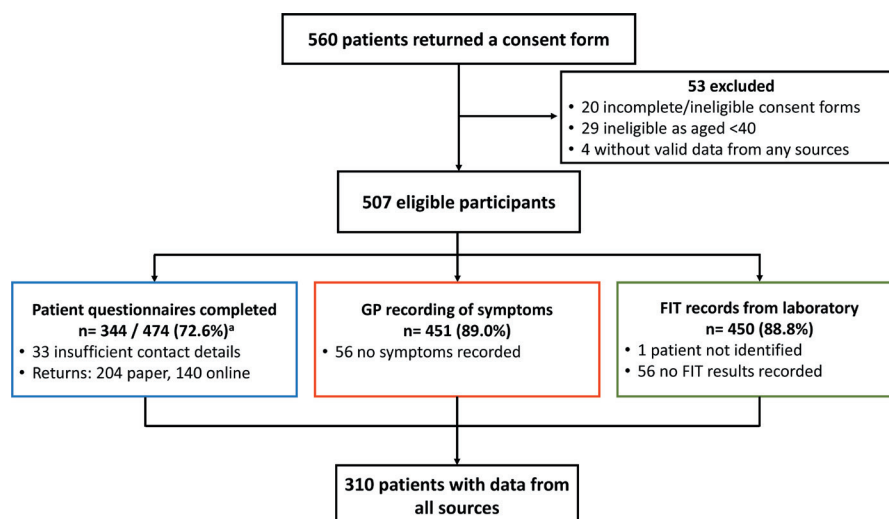 560 patients returned a consent form
53 excluded
• 20 incomplete/ineligible consent forms
• 29 ineligible as aged <40
• 4 without valid data from any sources
507 eligible participants
Patient questionnaires completed
n= 344 / 474 (72.6%)ᵃ
• 33 insufficient contact details
• Returns: 204 paper, 140 online
GP recording of symptoms
n= 451 (89.0%)
• 56 no symptoms recorded
FIT records from laboratory
n= 450 (88.8%)
• 1 patient not identified
• 56 no FIT results recorded
310 patients with data from
all sources